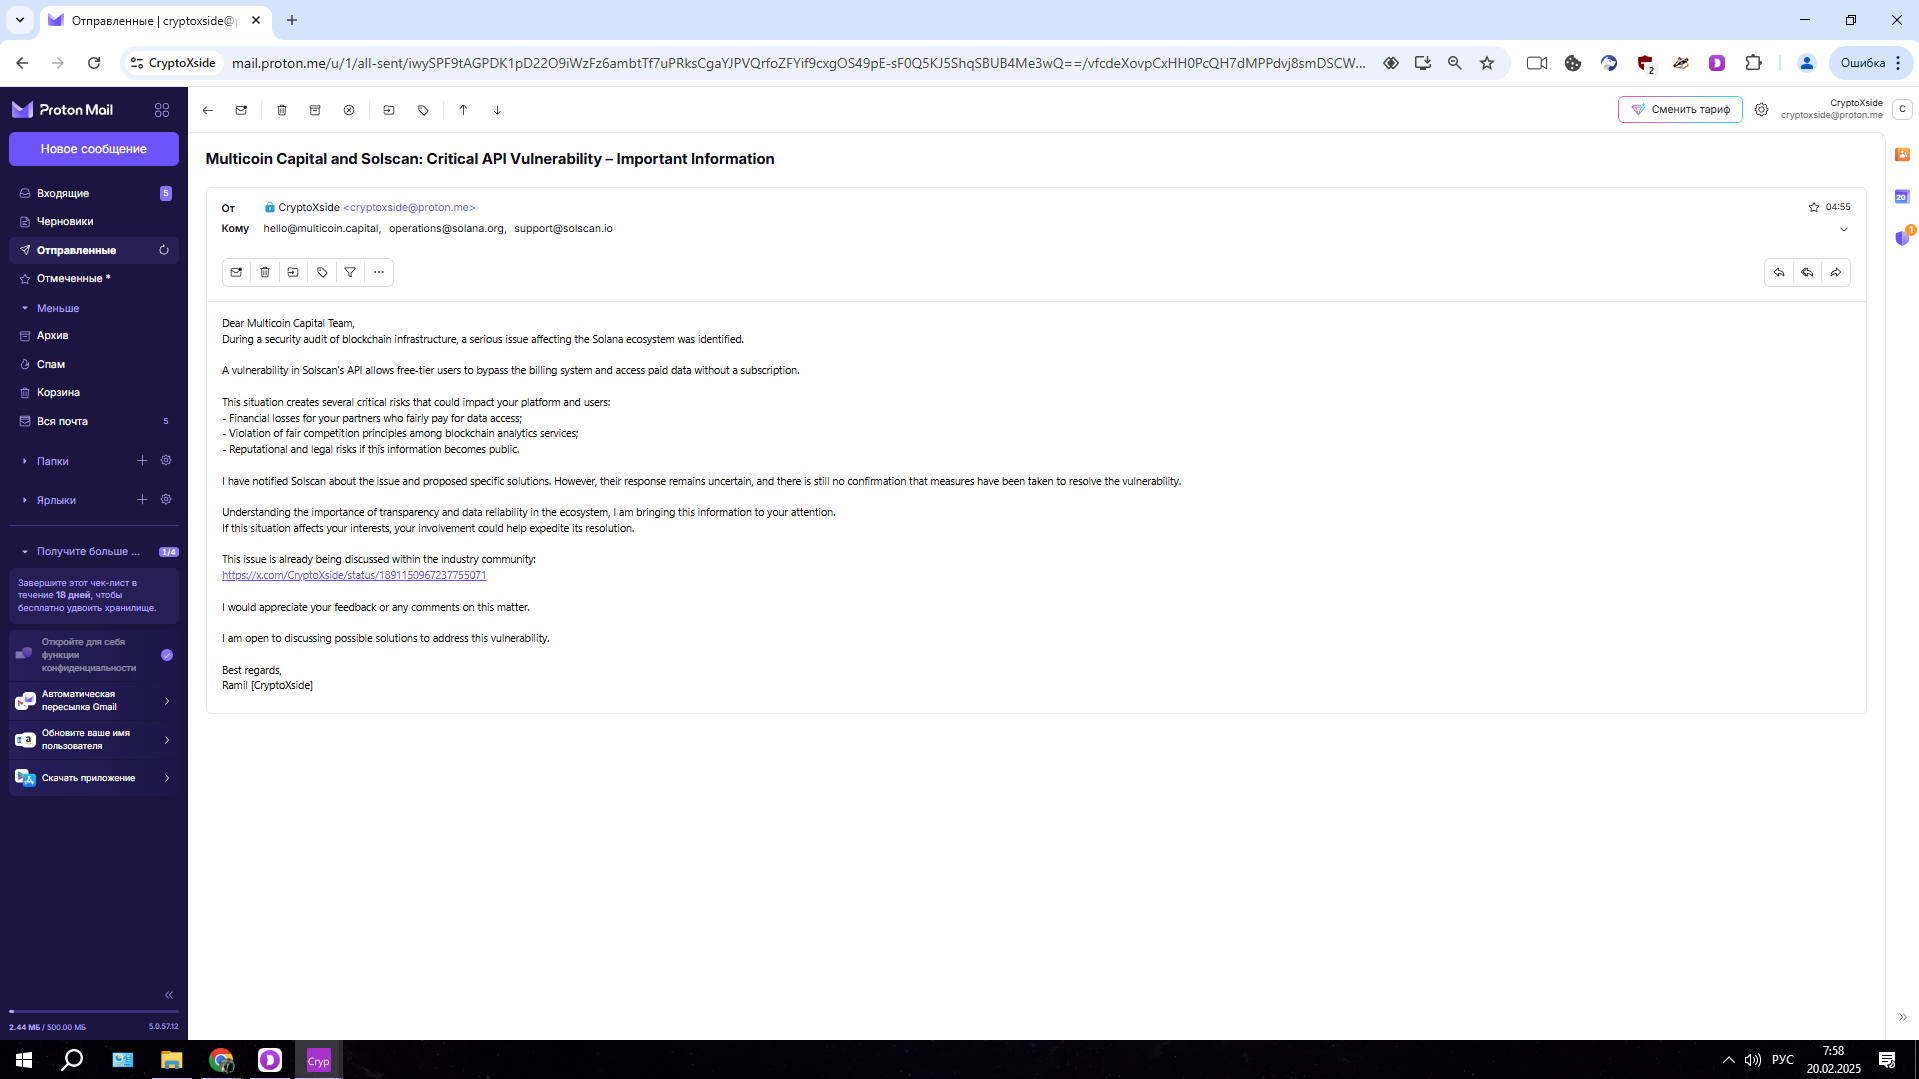 Отправленные | cryptoxside@p
CryptoXside
mail.proton.me/u/1/all-sent/iwySPF9tAGPDK1pD22O9iWzFz6ambtTf7uPRksCgaYJPVQrfoZFYif9cxgOS49pE-sF0Q5KJ5ShqSBUB4Me3wQ==/vfcdeXovpCxHH0PcQH7dMPPdvj8smDSCW...
2
Ошибка
Proton Mail
Сменить тариф
CryptoXside
cryptoxside@proton.me
C
Новое сообщение
Входящие 5
Черновики
Отправленные
Отмеченные *
Меньше
Архив
Спам
Корзина
Вся почта 5
Папки
Ярлыки
Получите больше ... 1/4
Завершите этот чек-лист в
течение 18 дней, чтобы
бесплатно удвоить хранилище.
Откройте для себя
функции
конфиденциальности
Автоматическая
пересылка Gmail
Обновите ваше имя
пользователя
Скачать приложение
2.44 МБ / 500.00 МБ 5.0.57.12
Multicoin Capital and Solscan: Critical API Vulnerability – Important Information
От CryptoXside <cryptoxside@proton.me> 04:55
Кому hello@multicoin.capital, operations@solana.org, support@solscan.io
Dear Multicoin Capital Team,
During a security audit of blockchain infrastructure, a serious issue affecting the Solana ecosystem was identified.
A vulnerability in Solscan's API allows free-tier users to bypass the billing system and access paid data without a subscription.
This situation creates several critical risks that could impact your platform and users:
- Financial losses for your partners who fairly pay for data access;
- Violation of fair competition principles among blockchain analytics services;
- Reputational and legal risks if this information becomes public.
I have notified Solscan about the issue and proposed specific solutions. However, their response remains uncertain, and there is still no confirmation that measures have been taken to resolve the vulnerability.
Understanding the importance of transparency and data reliability in the ecosystem, I am bringing this information to your attention.
If this situation affects your interests, your involvement could help expedite its resolution.
This issue is already being discussed within the industry community:
https://x.com/CryptoXside/status/1891150967237755071
I would appreciate your feedback or any comments on this matter.
I am open to discussing possible solutions to address this vulnerability.
Best regards,
Ramil [CryptoXside]
20
1
Cryp
РУС
7:58
20.02.2025